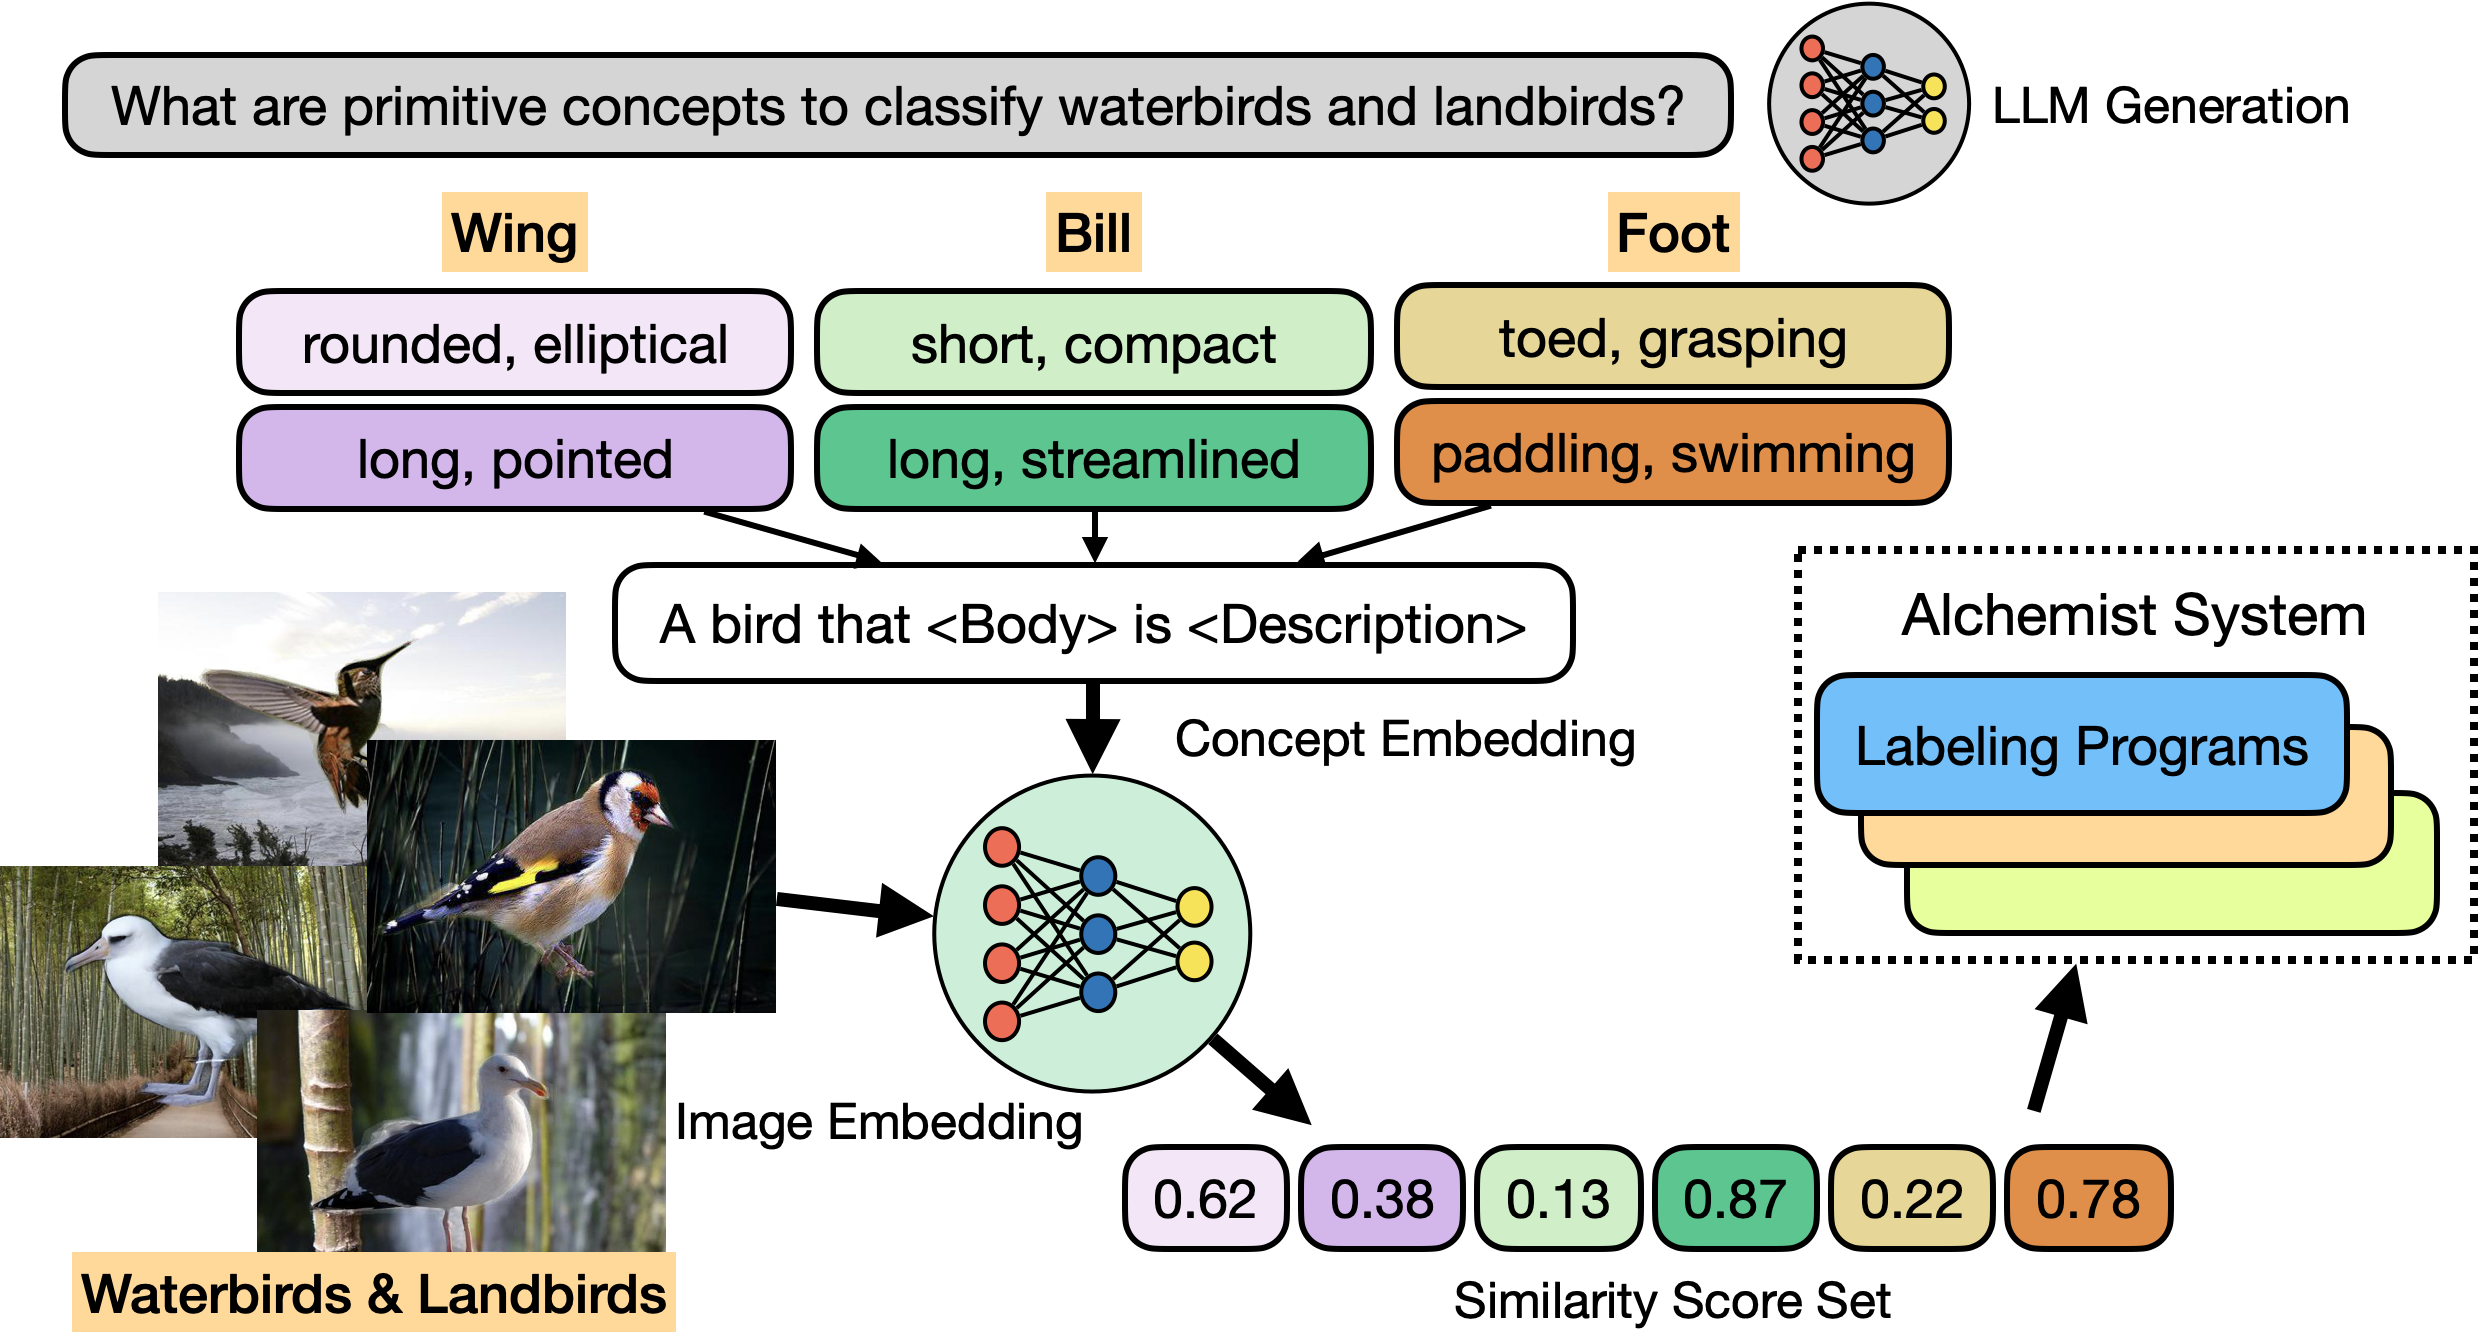 What are primitive concepts to classify waterbirds and landbirds?
LLM Generation
Wing
Bill
Foot
rounded, elliptical
short, compact
toed, grasping
long, pointed
long, streamlined
paddling, swimming
A bird that <Body> is <Description>
Alchemist System
Labeling Programs
Concept Embedding
Image Embedding
0.62
0.38
0.13
0.87
0.22
0.78
Waterbirds & Landbirds
Similarity Score Set